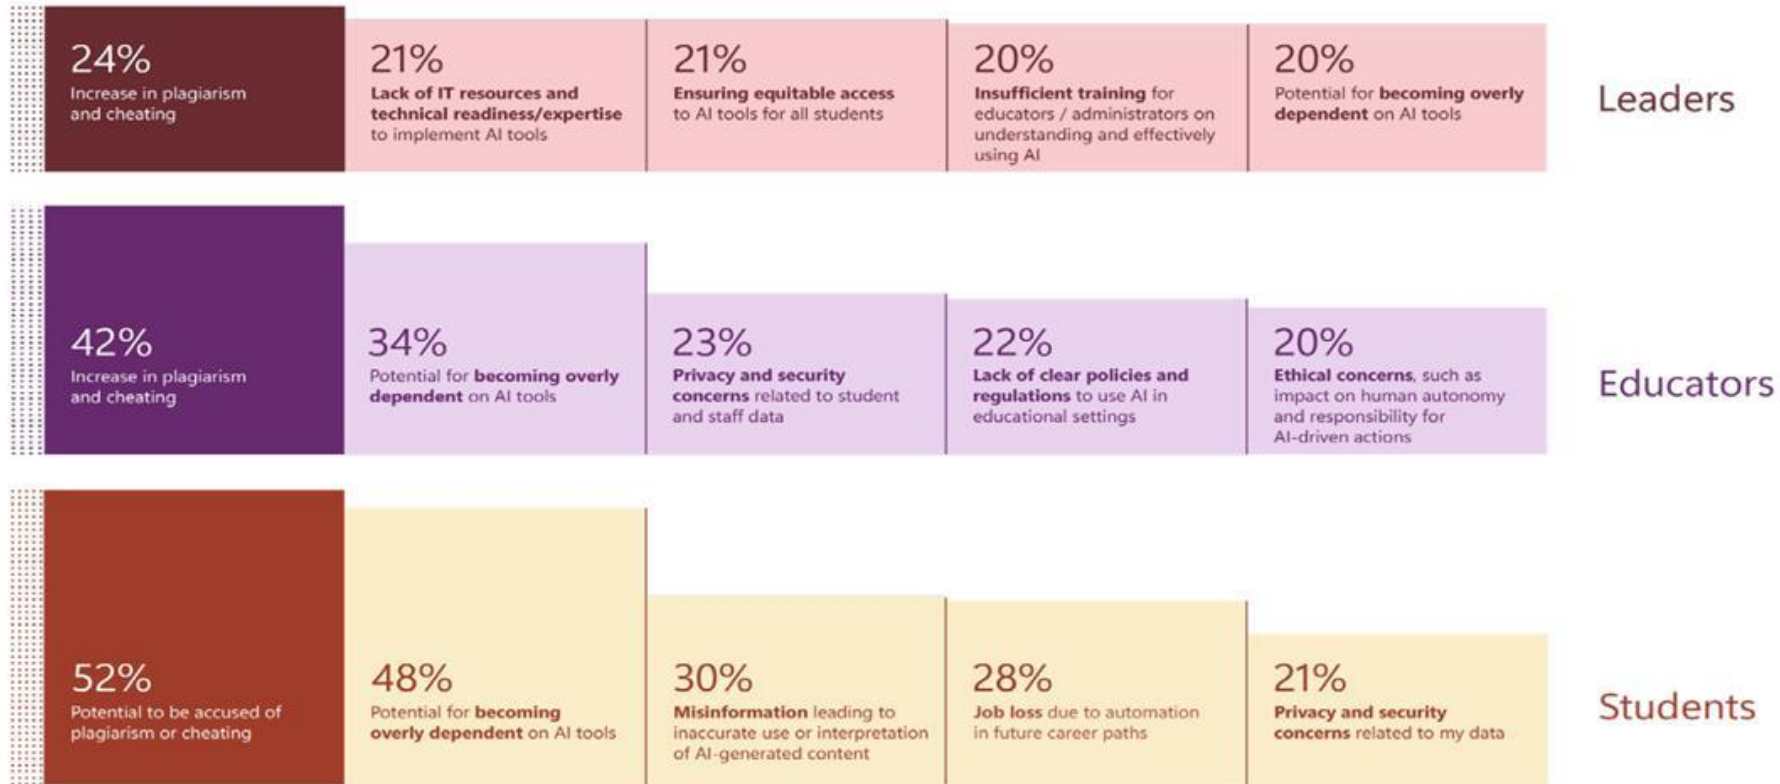 24%
Increase in plagiarism
and cheating
21%
Lack of IT resources and
technical readiness/expertise
to implement AI tools
21%
Ensuring equitable access
to AI tools for all students
20%
Insufficient training for
educators / administrators on
understanding and effectively
using AI
20%
Potential for becoming overly
dependent on AI tools
Leaders
42%
Increase in plagiarism
and cheating
34%
Potential for becoming overly
dependent on AI tools
23%
Privacy and security
concerns related to student
and staff data
22%
Lack of clear policies and
regulations to use AI in
educational settings
20%
Ethical concerns, such as
impact on human autonomy
and responsibility for
AI-driven actions
Educators
52%
Potential to be accused of
plagiarism or cheating
48%
Potential for becoming
overly dependent on AI tools
30%
Misinformation leading to
inaccurate use or interpretation
of AI-generated content
28%
Job loss due to automation
in future career paths
21%
Privacy and security
concerns related to my data
Students